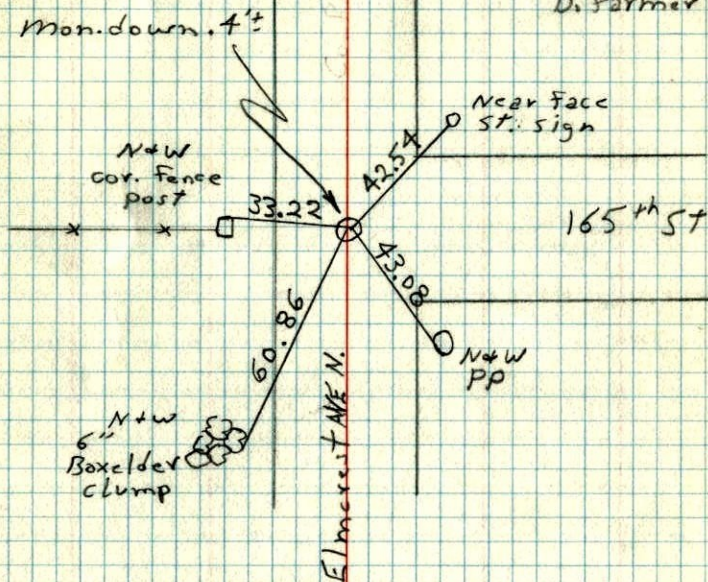 D. Farmer
Mon. down .4'±
Near Face
St. sign
N & W
cor. Fence
post
33.22
42.54
165th St
43.08
60.86
N & W
PP
N & W
6"
Boxelder
clump
Elmcrest AVE N.